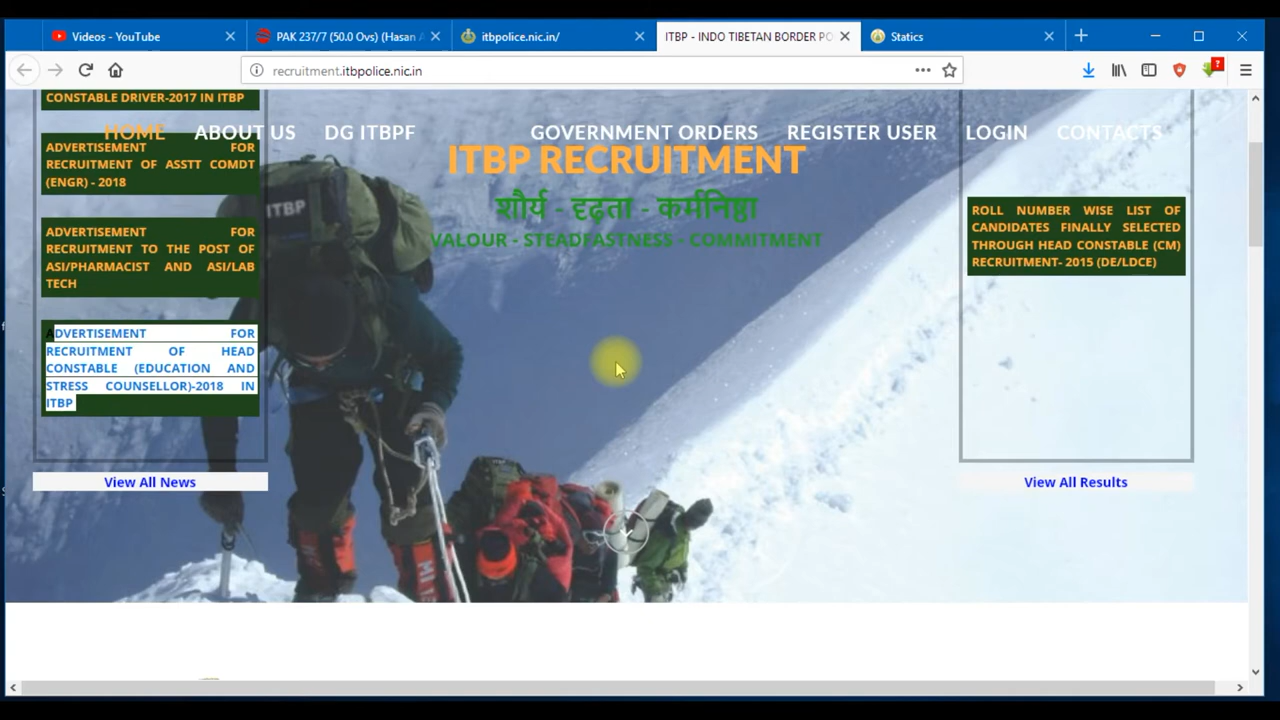 Videos - YouTube
PAK 237/7 (50.0 Ovs) (Hasan A
itbpolice.nic.in/
ITBP - INDO TIBETAN BORDER PO
Statics
recruitment.itbpolice.nic.in
CONSTABLE DRIVER-2017 IN ITBP
HOME ABOUT US DG ITBPF GOVERNMENT ORDERS REGISTER USER LOGIN CONTACTS
ADVERTISEMENT FOR
RECRUITMENT OF ASSTT COMDT
(ENGR) - 2018
ITBP RECRUITMENT
शौर्य - दृढ़ता - कर्मनिष्ठा
VALOUR - STEADFASTNESS - COMMITMENT
ITBP
ADVERTISEMENT FOR
RECRUITMENT TO THE POST OF
ASI/PHARMACIST AND ASI/LAB
TECH
ROLL NUMBER WISE LIST OF
CANDIDATES FINALLY SELECTED
THROUGH HEAD CONSTABLE (CM)
RECRUITMENT- 2015 (DE/LDCE)
ADVERTISEMENT FOR
RECRUITMENT OF HEAD
CONSTABLE (EDUCATION AND
STRESS COUNSELLOR)-2018 IN
ITBP
View All News
View All Results